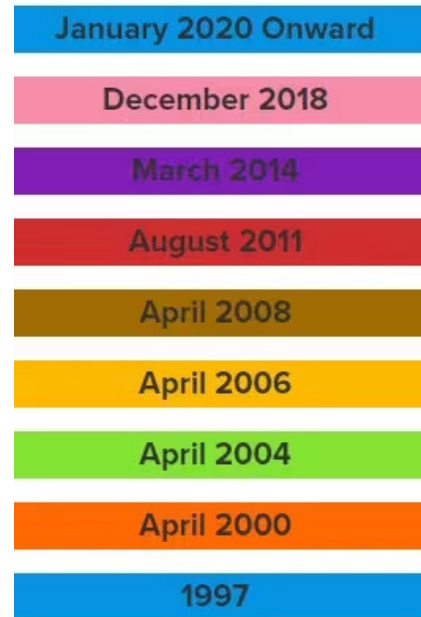 January 2020 Onward
December 2018
March 2014
August 2011
April 2008
April 2006
April 2004
April 2000
1997